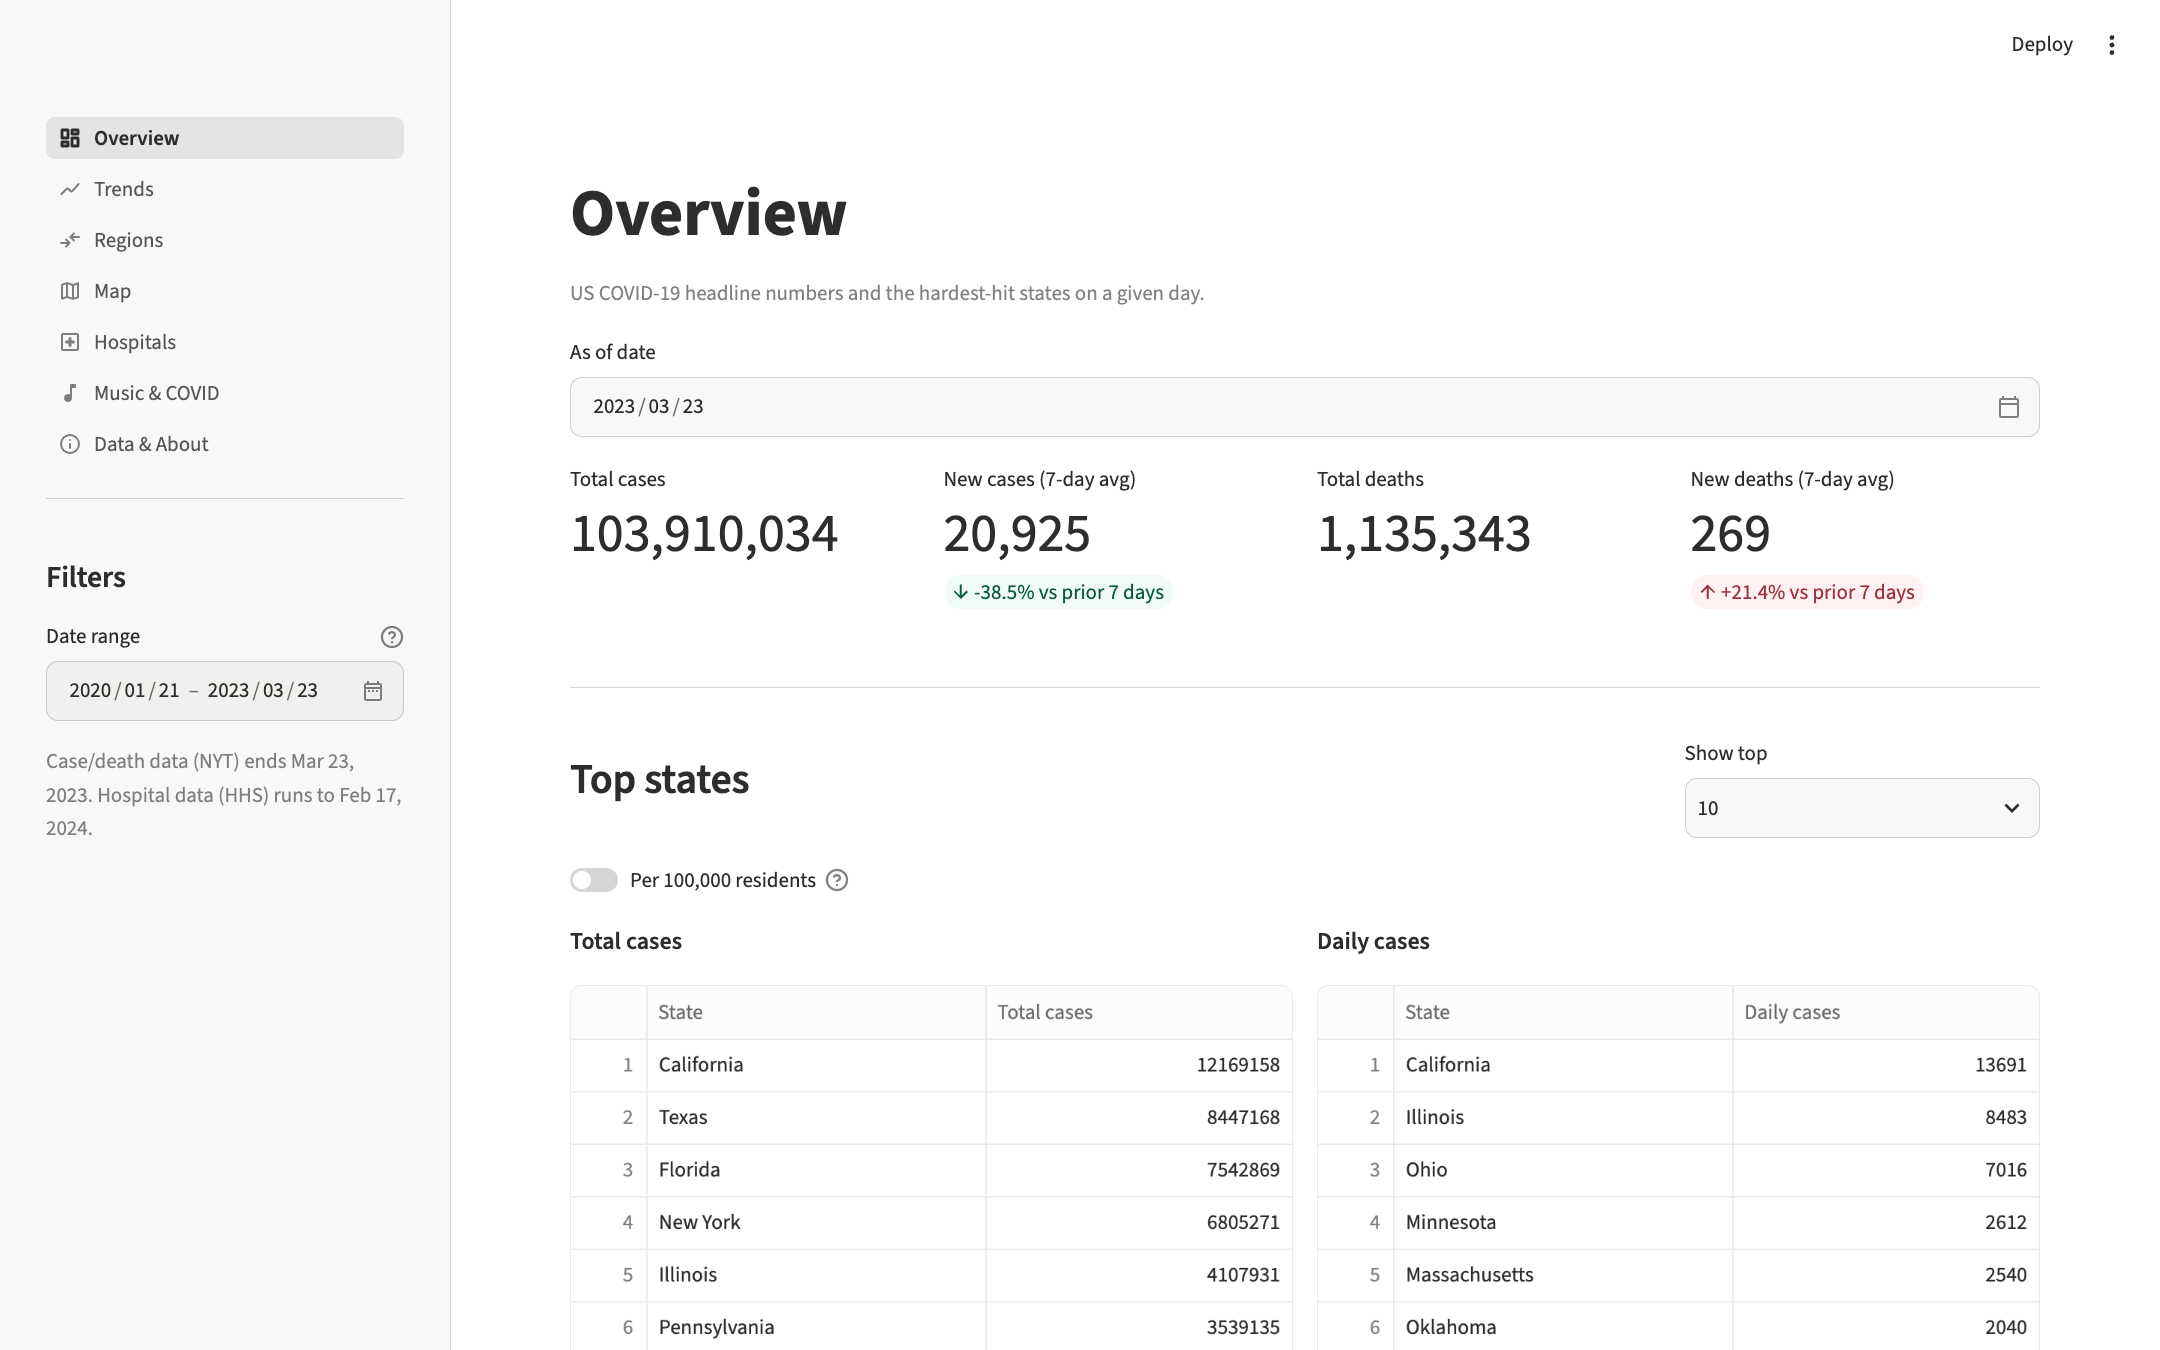 Deploy
Overview
Trends
Regions
Map
Hospitals
Music & COVID
Data & About
Filters
Date range
2020/01/21 – 2023/03/23
Case/death data (NYT) ends Mar 23,
2023. Hospital data (HHS) runs to Feb 17,
2024.
Overview
US COVID-19 headline numbers and the hardest-hit states on a given day.
As of date
2023/03/23
Total cases
103,910,034
New cases (7-day avg)
20,925
-38.5% vs prior 7 days
Total deaths
1,135,343
New deaths (7-day avg)
269
+21.4% vs prior 7 days
Top states
Show top
10
Per 100,000 residents
Total cases
State Total cases
1 California 12169158
2 Texas 8447168
3 Florida 7542869
4 New York 6805271
5 Illinois 4107931
6 Pennsylvania 3539135
Daily cases
State Daily cases
1 California 13691
2 Illinois 8483
3 Ohio 7016
4 Minnesota 2612
5 Massachusetts 2540
6 Oklahoma 2040